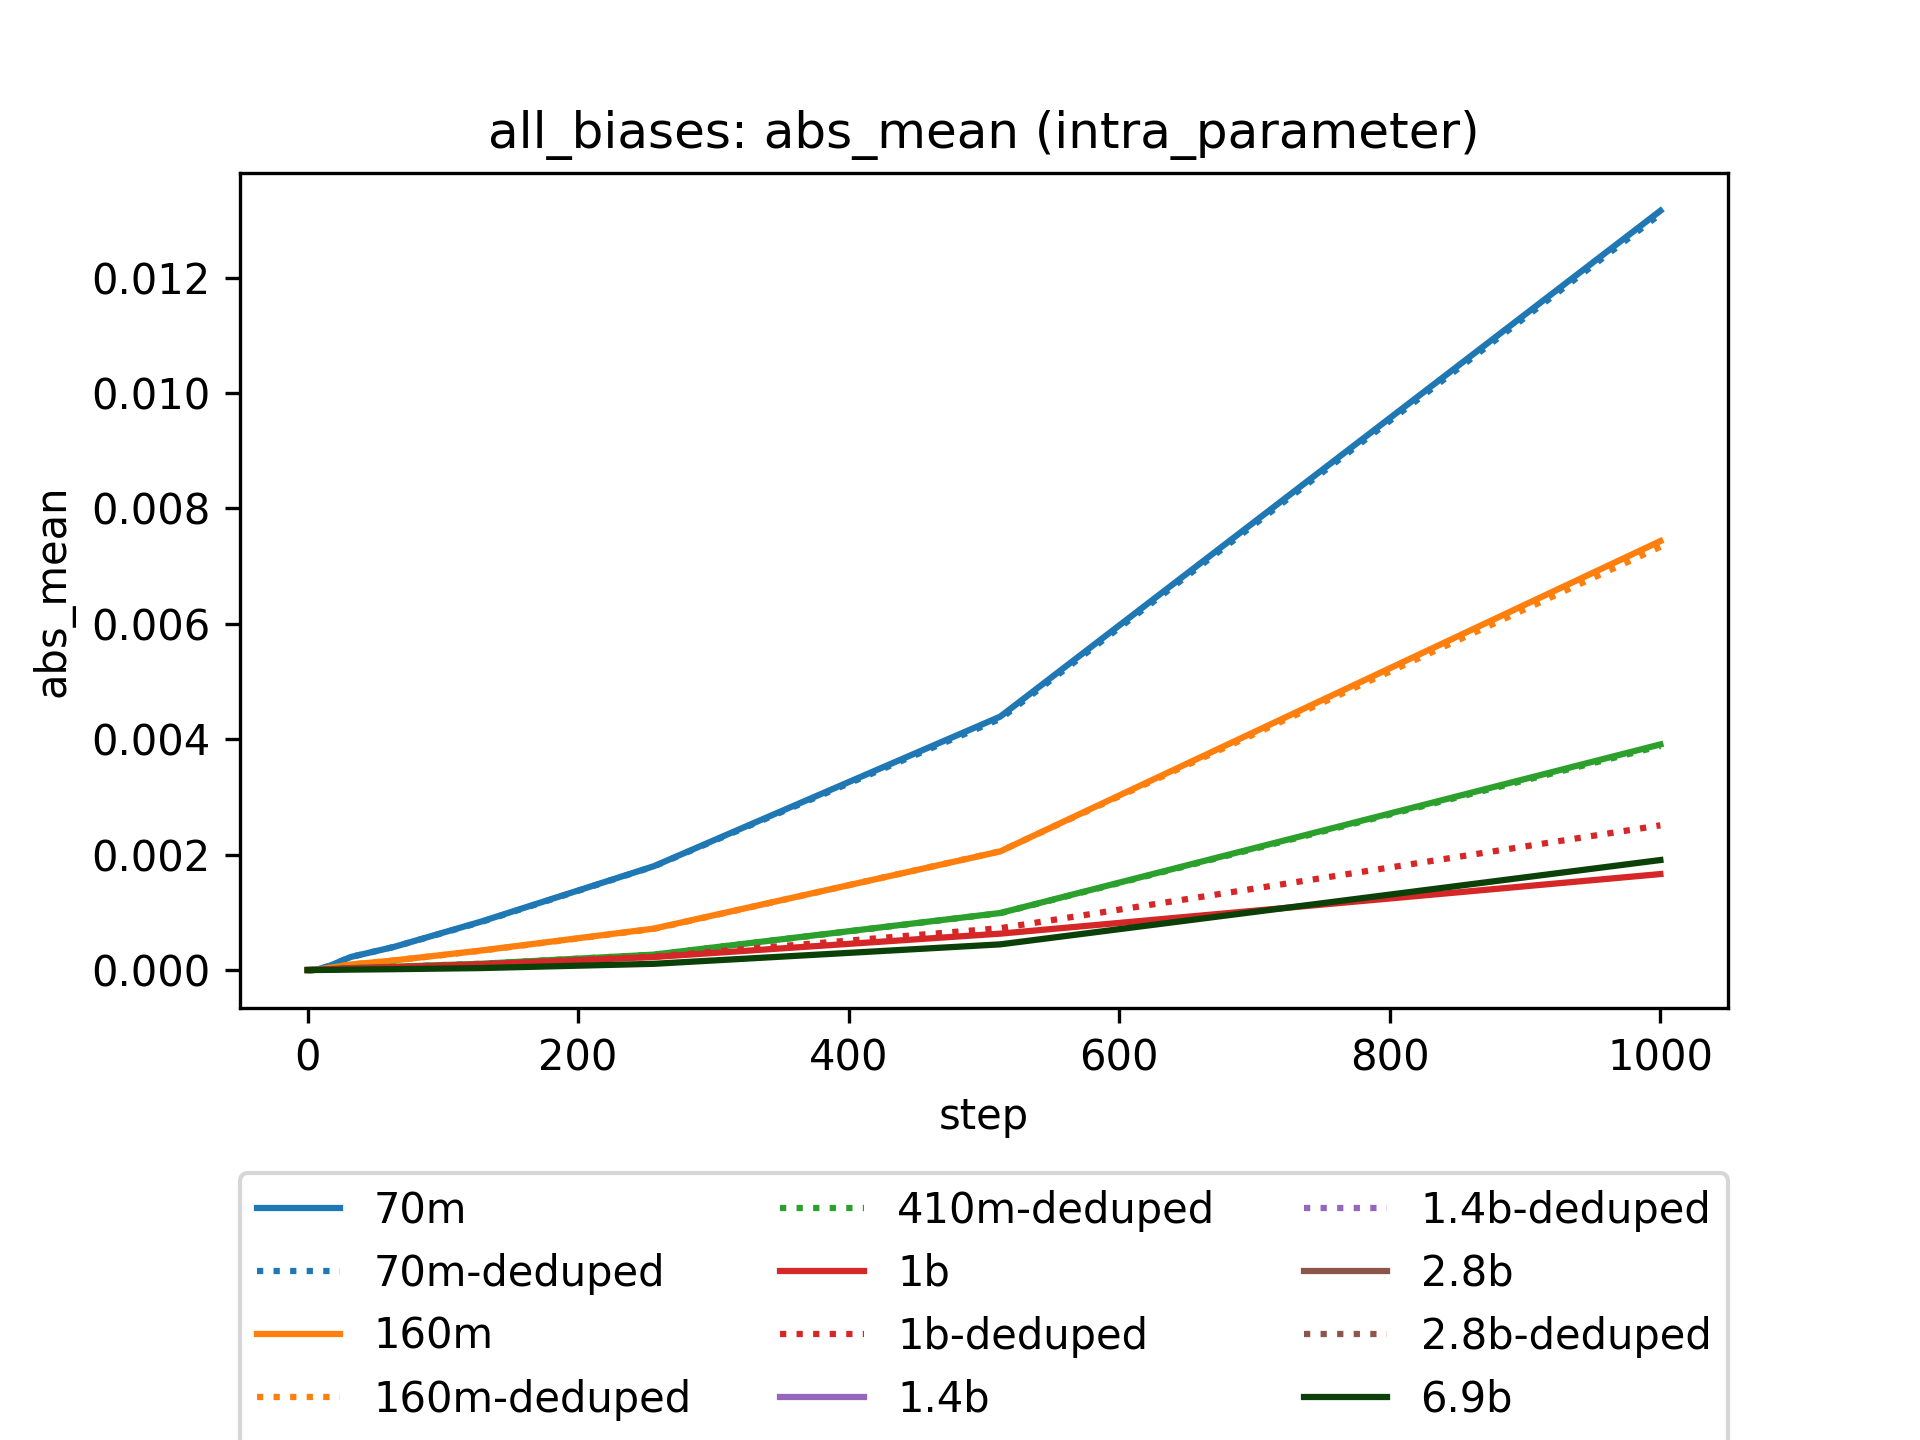 all_biases: abs_mean (intra_parameter)
abs_mean
0.012
0.010
0.008
0.006
0.004
0.002
0.000
0 200 400 600 800 1000
step
70m 410m-deduped 1.4b-deduped
70m-deduped 1b 2.8b
160m 1b-deduped 2.8b-deduped
160m-deduped 1.4b 6.9b